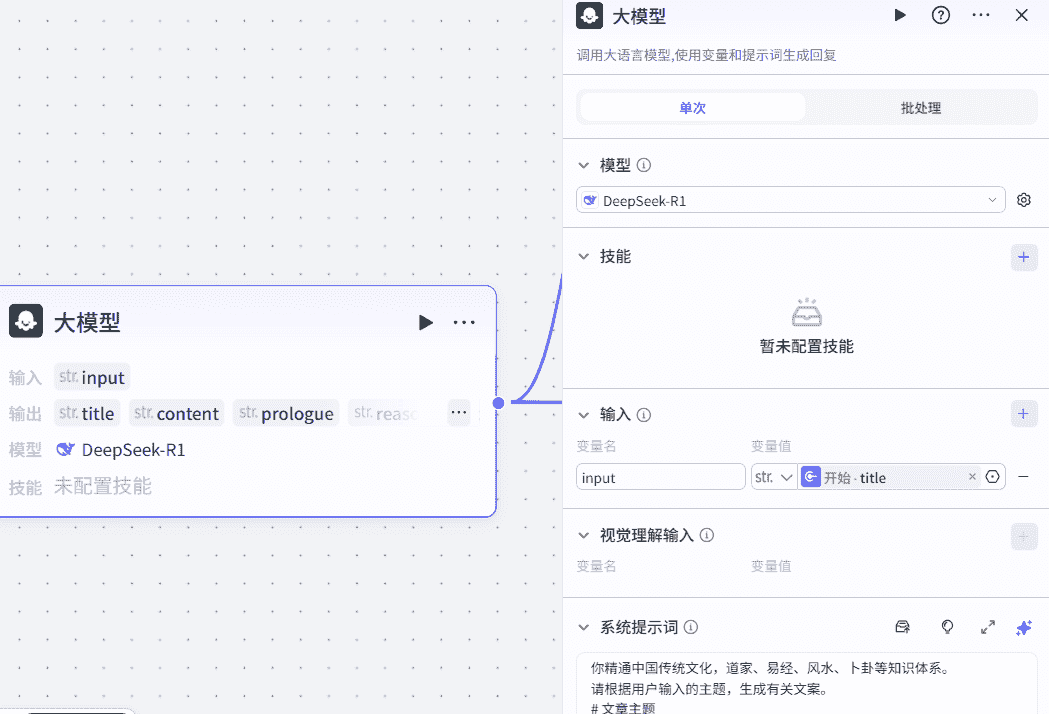 大模型
输入 str. input
输出 str. title str. content str. prologue str.
模型 DeepSeek-R1
技能 未配置技能
大模型
调用大语言模型,使用变量和提示词生成回复
单次 批处理
模型
DeepSeek-R1
技能
暂未配置技能
输入
变量名 变量值
input str. 开始 · title
视觉理解输入
变量名 变量值
系统提示词
你精通中国传统文化，道家、易经、风水、卜卦等知识体系。
请根据用户输入的主题，生成有关文案。
# 文章主题